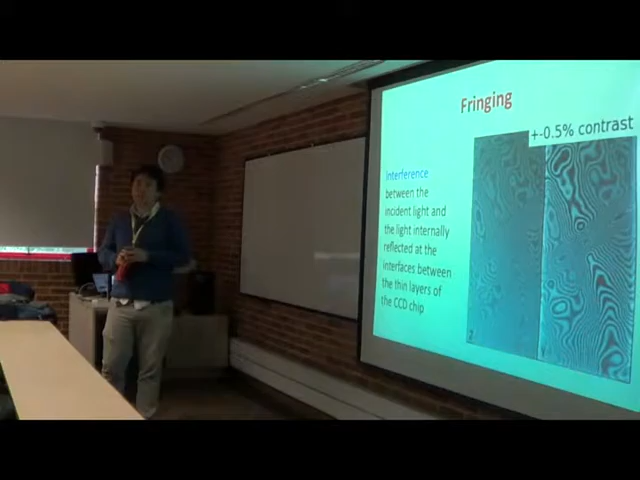 Fringing
+-0.5% contrast
Interference
between the
incident light and
the light internally
reflected at the
interfaces between
the thin layers of
the CCD chip